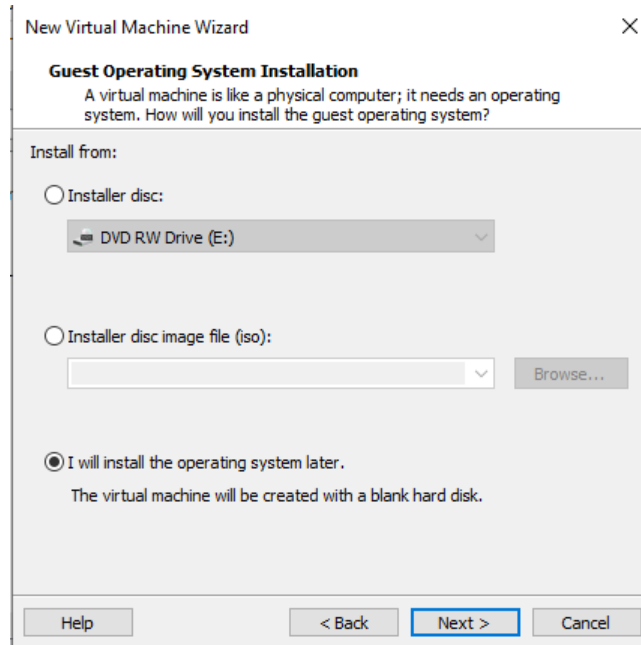 New Virtual Machine Wizard
Guest Operating System Installation
A virtual machine is like a physical computer; it needs an operating
system. How will you install the guest operating system?
Install from:
Installer disc:
DVD RW Drive (E:)
Installer disc image file (iso):
Browse...
I will install the operating system later.
The virtual machine will be created with a blank hard disk.
Help
< Back
Next >
Cancel